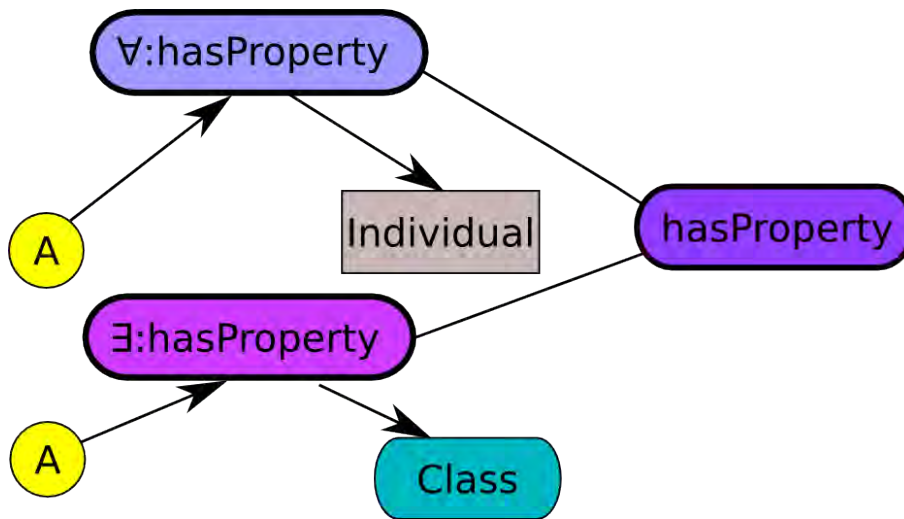 ∀:hasProperty
A
Individual
hasProperty
∃:hasProperty
A
Class